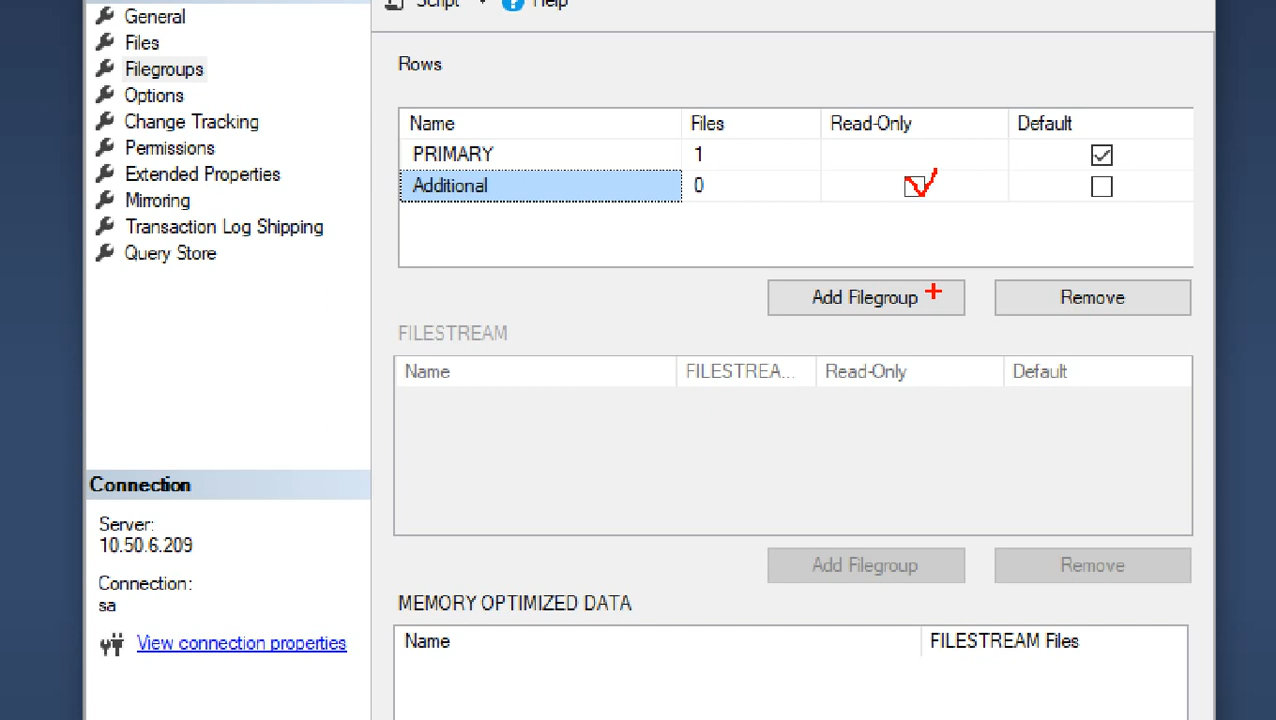 Script Help
General
Files
Filegroups
Options
Change Tracking
Permissions
Extended Properties
Mirroring
Transaction Log Shipping
Query Store
Connection
Server:
10.50.6.209
Connection:
sa
View connection properties
Rows
Name Files Read-Only Default
PRIMARY 1
Additional 0
Add Filegroup Remove
FILESTREAM
Name FILESTREA... Read-Only Default
Add Filegroup Remove
MEMORY OPTIMIZED DATA
Name FILESTREAM Files